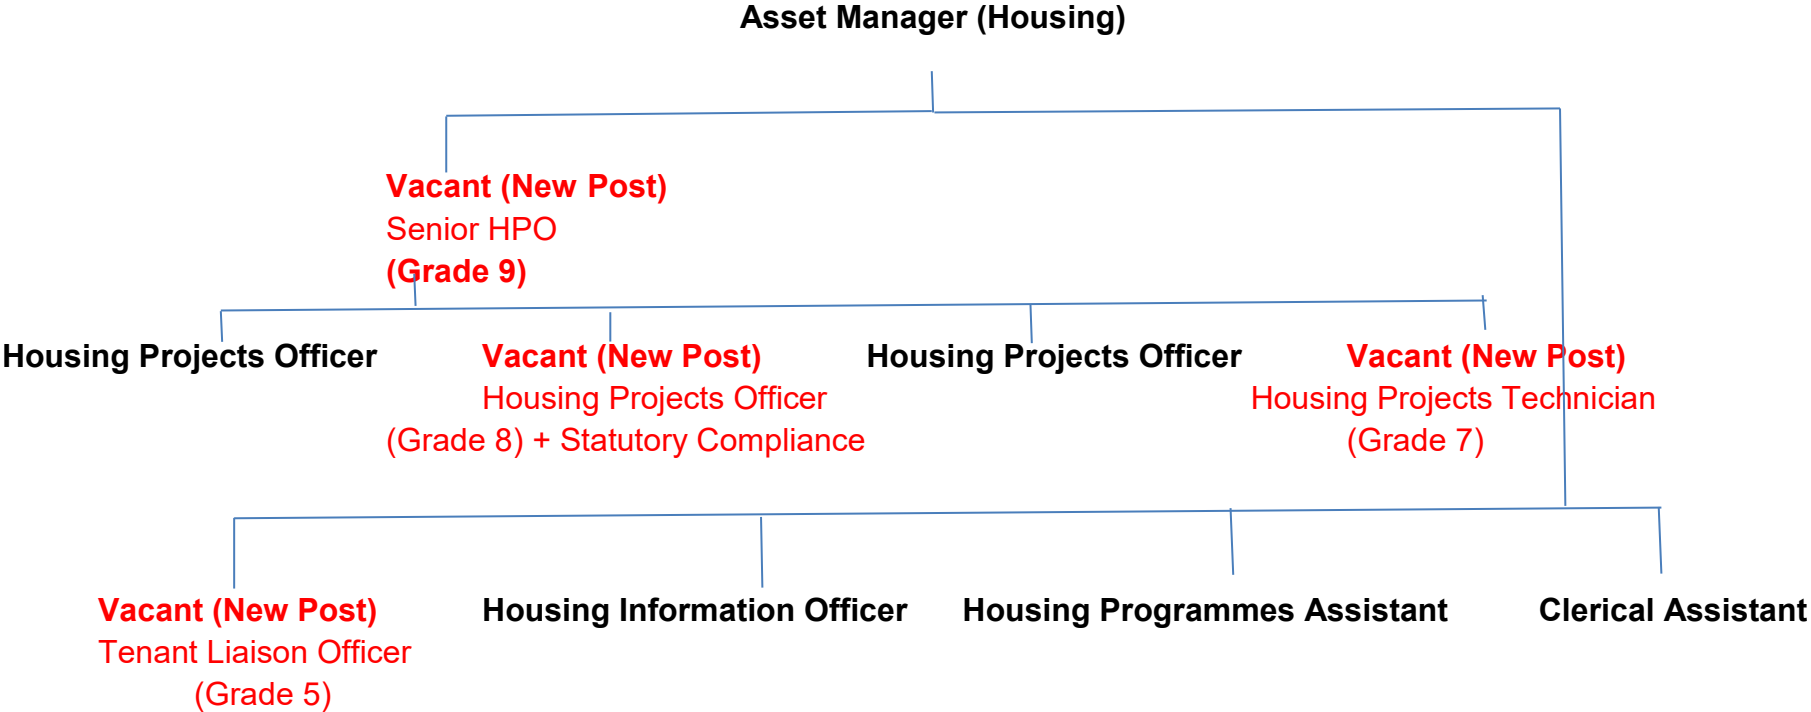 Asset Manager (Housing)
Vacant (New Post)
Senior HPO
(Grade 9)
Housing Projects Officer
Vacant (New Post)
Housing Projects Officer
(Grade 8) + Statutory Compliance
Housing Projects Officer
Vacant (New Post)
Housing Projects Technician
(Grade 7)
Vacant (New Post)
Tenant Liaison Officer
(Grade 5)
Housing Information Officer
Housing Programmes Assistant
Clerical Assistant